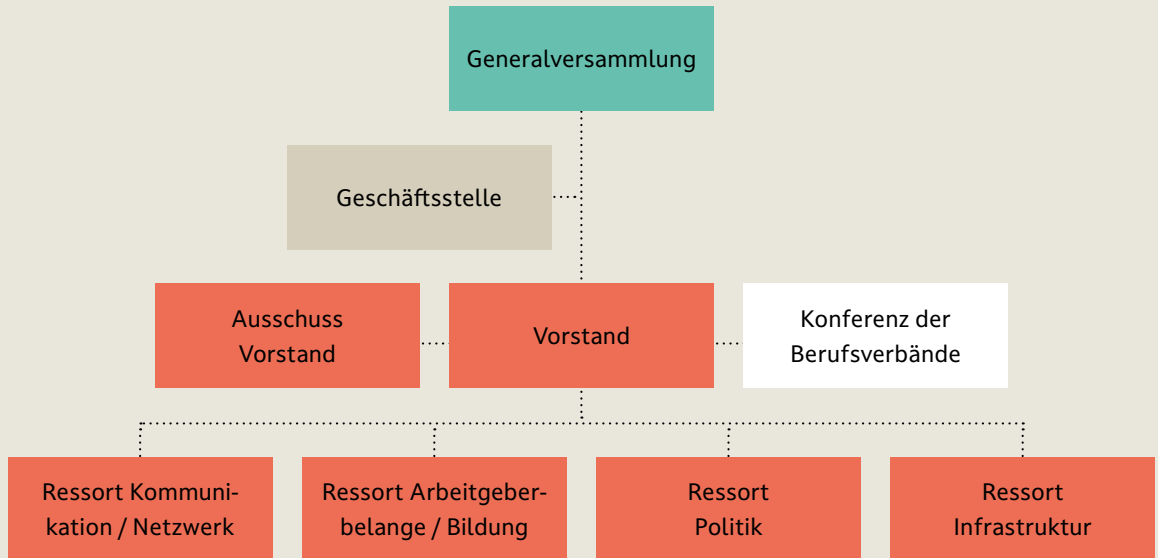 Generalversammlung
Geschäftsstelle
Ausschuss
Vorstand
Vorstand
Konferenz der
Berufsverbände
Ressort Kommuni-
kation / Netzwerk
Ressort Arbeitgeber-
belange / Bildung
Ressort
Politik
Ressort
Infrastruktur